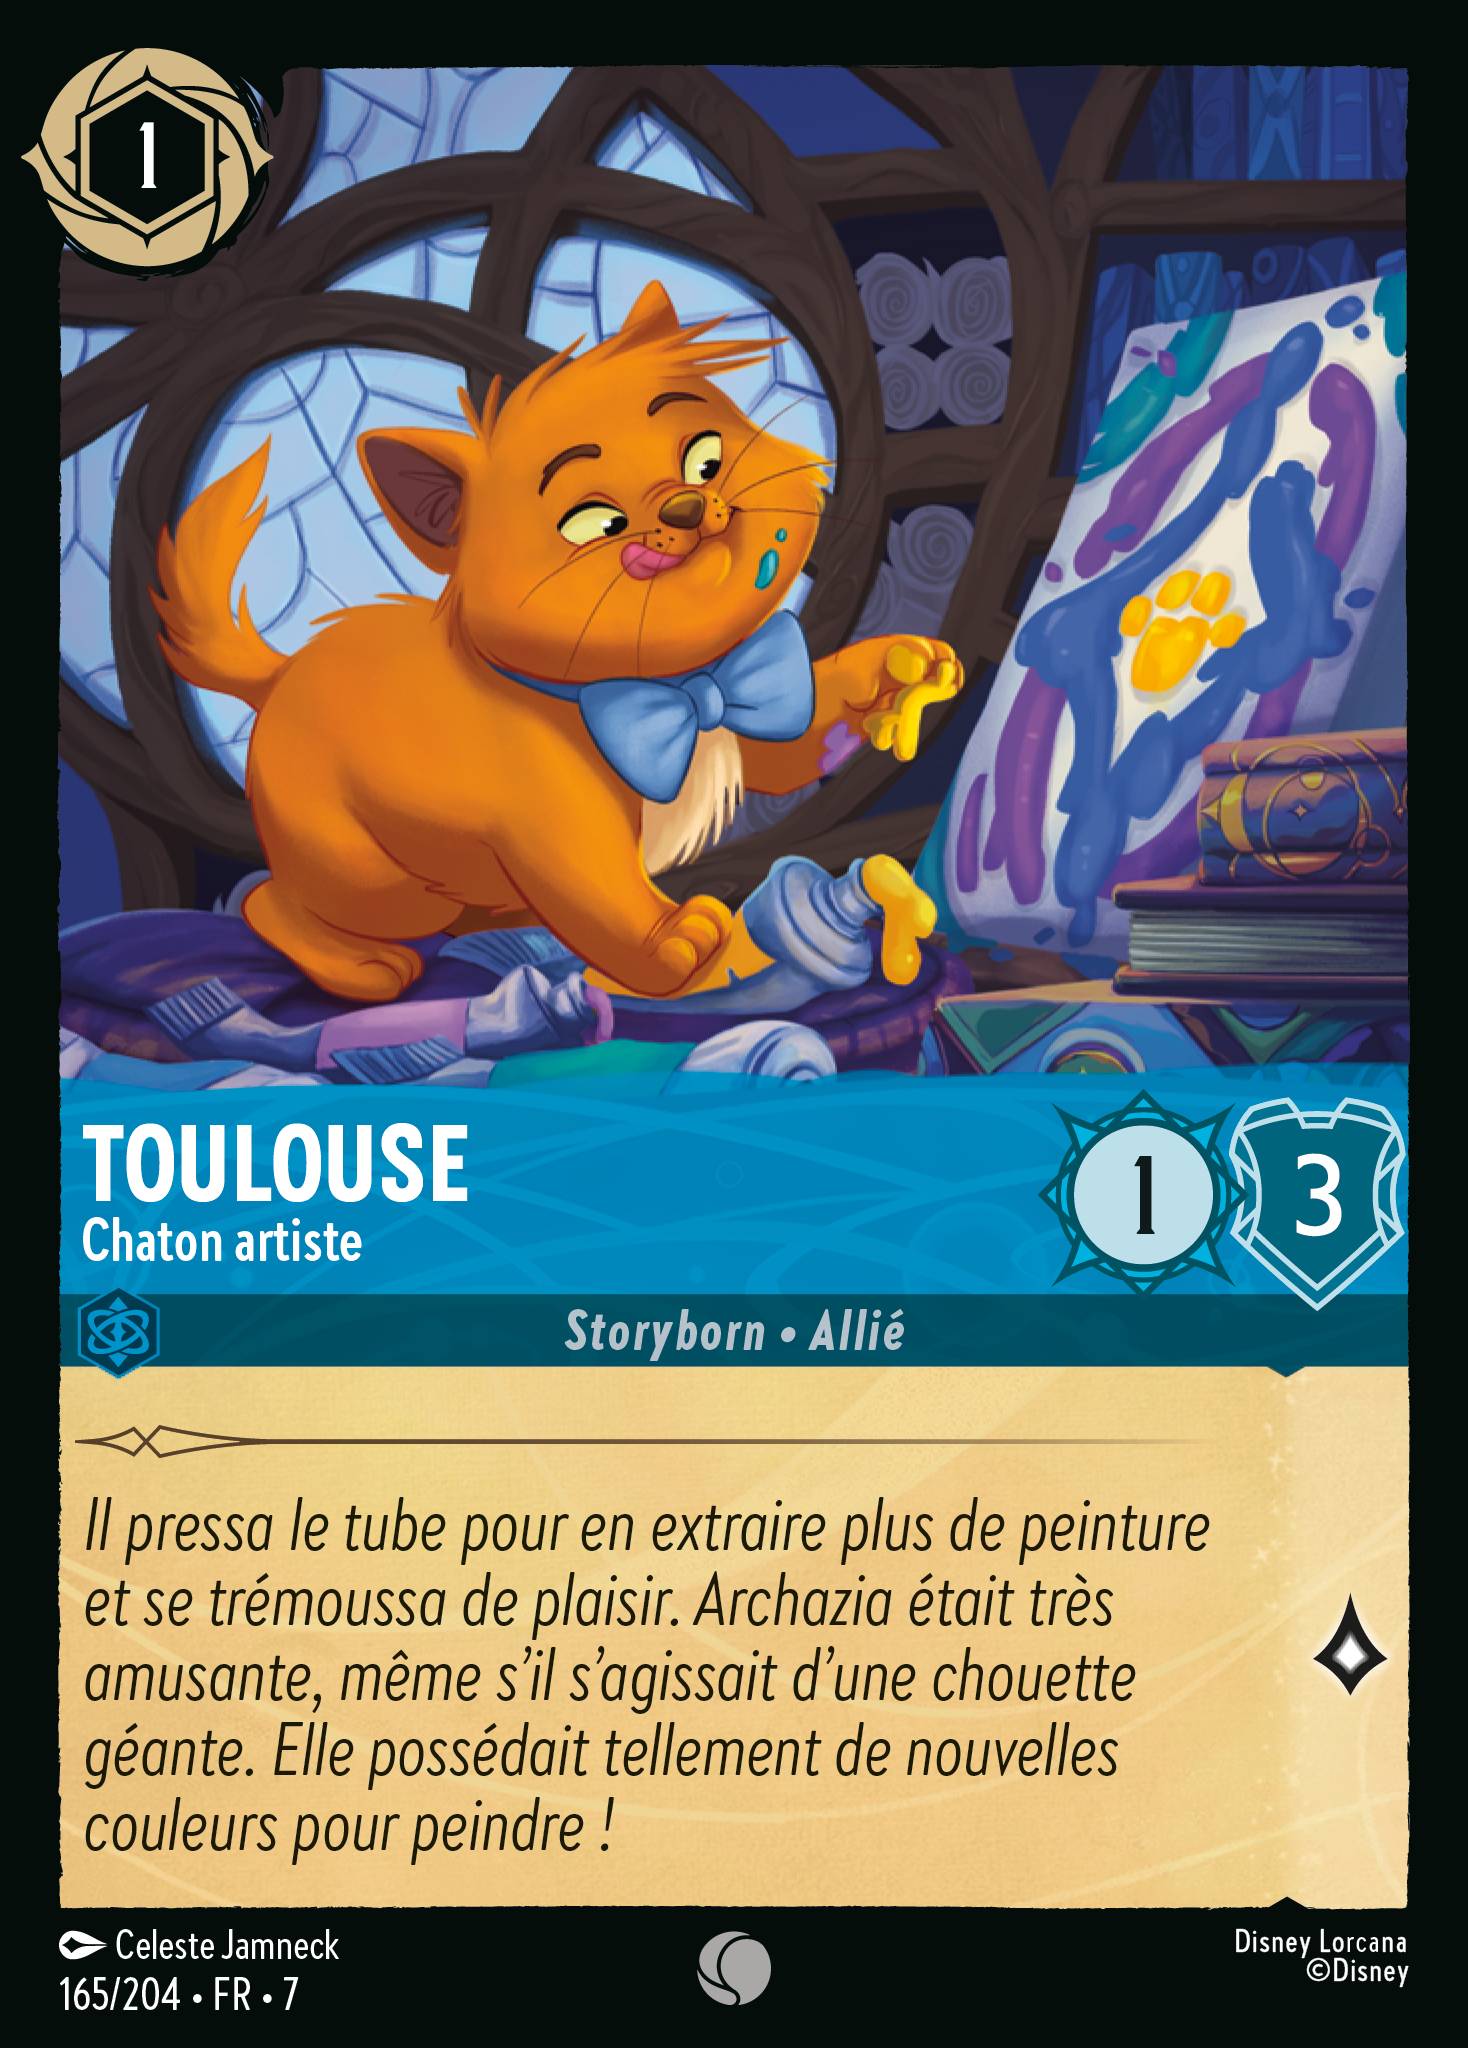 1
TOULOUSE
Chaton artiste
1
3
Storyborn • Allié
Il pressa le tube pour en extraire plus de peinture
et se trémoussa de plaisir. Archazia était très
amusante, même s’il s’agissait d’une chouette
géante. Elle possédait tellement de nouvelles
couleurs pour peindre !
Celeste Jamneck
165/204 • FR • 7
Disney Lorcana
©Disney